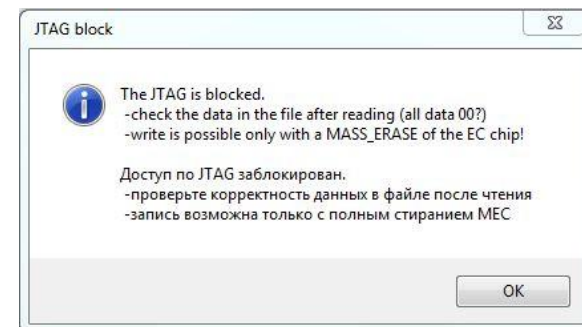 JTAG block
The JTAG is blocked.
-check the data in the file after reading (all data 00?)
-write is possible only with a MASS_ERASE of the EC chip!
Доступ по JTAG заблокирован.
-проверьте корректность данных в файле после чтения
-запись возможна только с полным стиранием МЕС
OK